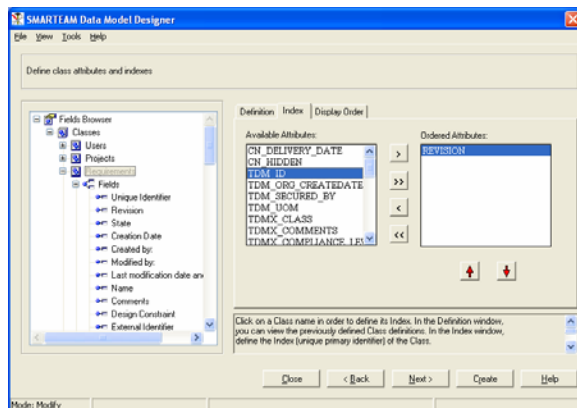 SMARTEAM Data Model Designer
File View Tools Help
Define class attributes and indexes
Fields Browser
Classes
Users
Projects
Requirements
Fields
Unique Identifier
Revision
State
Creation Date
Created by:
Modified by:
Last modification date an
Name
Comments
Design Constraint
External Identifier
Definition Index Display Order
Available Attributes:
CN_DELIVERY_DATE
CN_HIDDEN
TDM_ID
TDM_ORG_CREATEDATE
TDM_SECURED_BY
TDM_UOM
TDMX_CLASS
TDMX_COMMENTS
TDMX_COMPLIANCE_LEV
>
>>
<
<<
Ordered Attributes:
REVISION
Click on a Class name in order to define its Index. In the Definition window,
you can view the previously defined Class definitions. In the Index window,
define the Index (unique primary identifier) of the Class.
Close < Back Next > Create Help
Mode: Modify